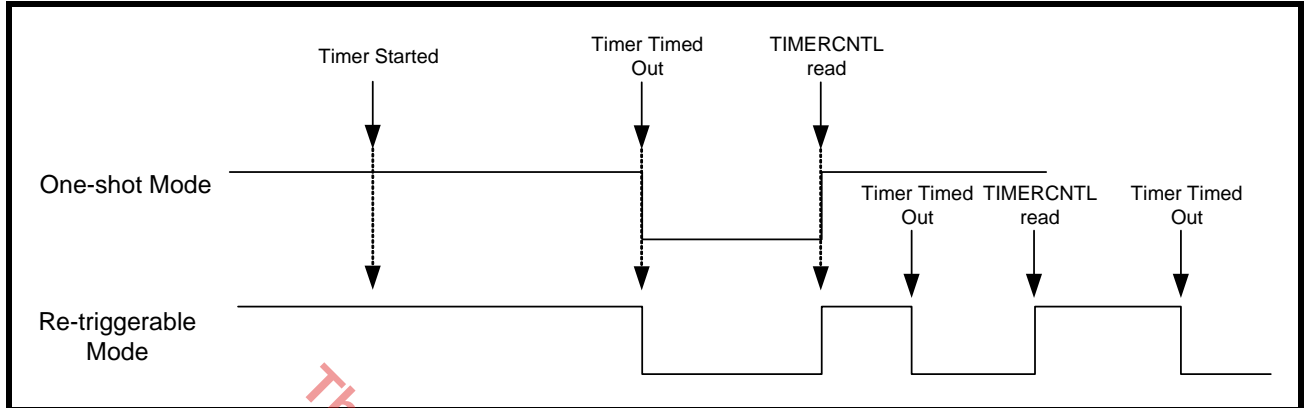 Timer Started
Timer Timed
Out
TIMERCNTL
read
One-shot Mode
Timer Timed
Out
TIMERCNTL
read
Timer Timed
Out
Re-triggerable
Mode
Th